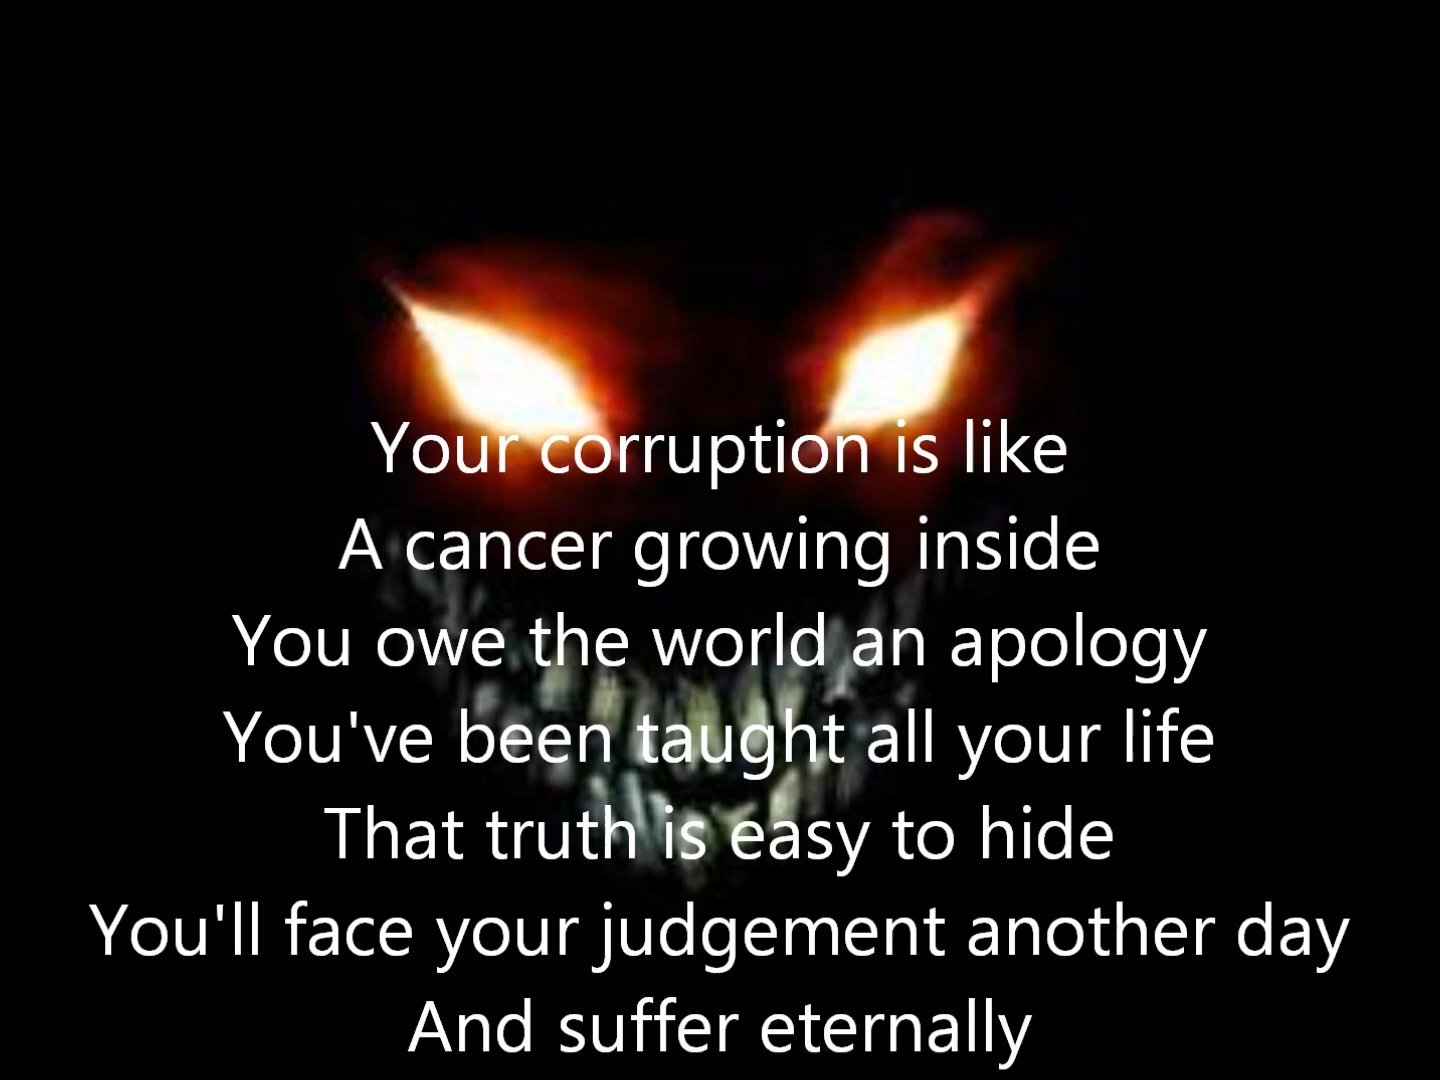 Your corruption is like
A cancer growing inside
You owe the world an apology
You've been taught all your life
That truth is easy to hide
You'll face your judgement another day
And suffer eternally